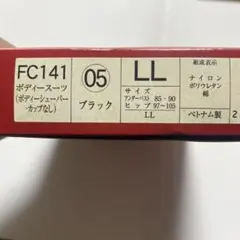 FC141
ボディースーツ
(ボディーシェーパー
・カップなし)
05
ブラック
LL
サイズ
アンダーバスト 85・90
ヒップ 97〜105
LL
組成表示
ナイロン
ポリウレタン
綿
ベトナム製
2